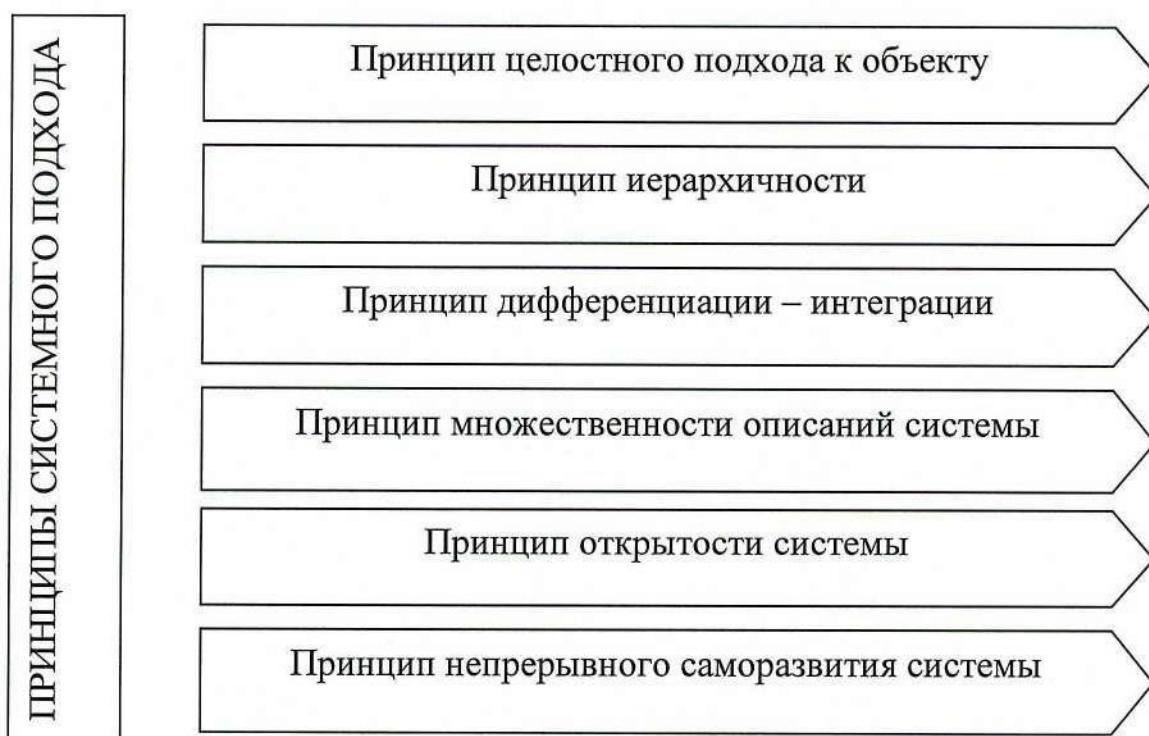 ПРИНЦИПЫ СИСТЕМНОГО ПОДХОДА
Принцип целостного подхода к объекту
Принцип иерархичности
Принцип дифференциации – интеграции
Принцип множественности описаний системы
Принцип открытости системы
Принцип непрерывного саморазвития системы